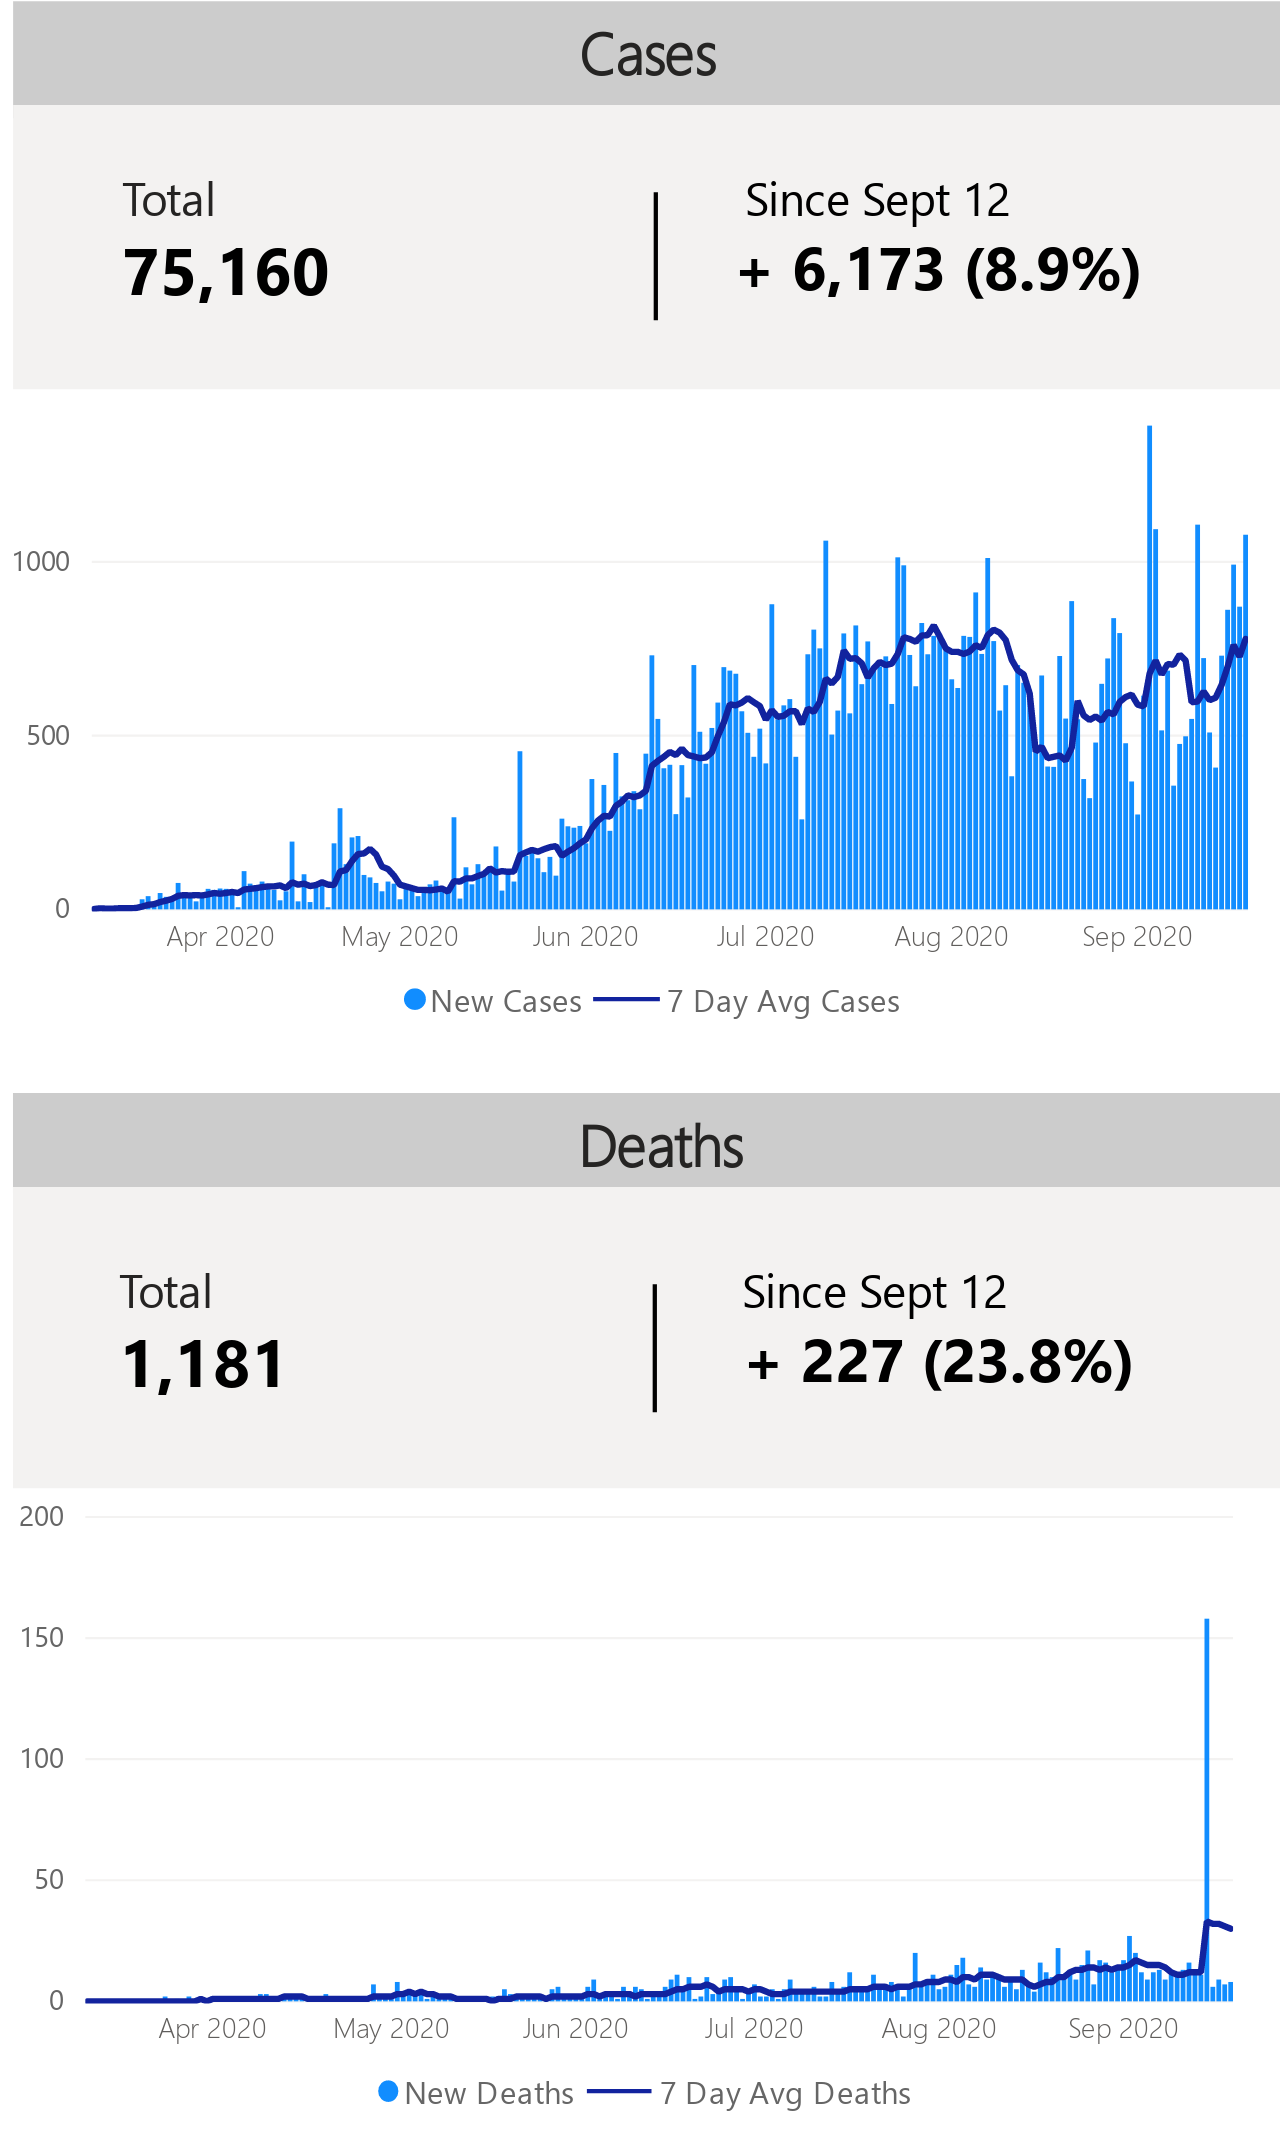 Cases
Total
Since Sept 12
75,160
+ 6,173 (8.9%)
1000
500
0
Apr 2020 May 2020 Jun 2020 Jul 2020 Aug 2020 Sep 2020
New Cases 7 Day Avg Cases
Deaths
Total
Since Sept 12
1,181
+ 227 (23.8%)
200
150
100
50
0
Apr 2020 May 2020 Jun 2020 Jul 2020 Aug 2020 Sep 2020
New Deaths 7 Day Avg Deaths